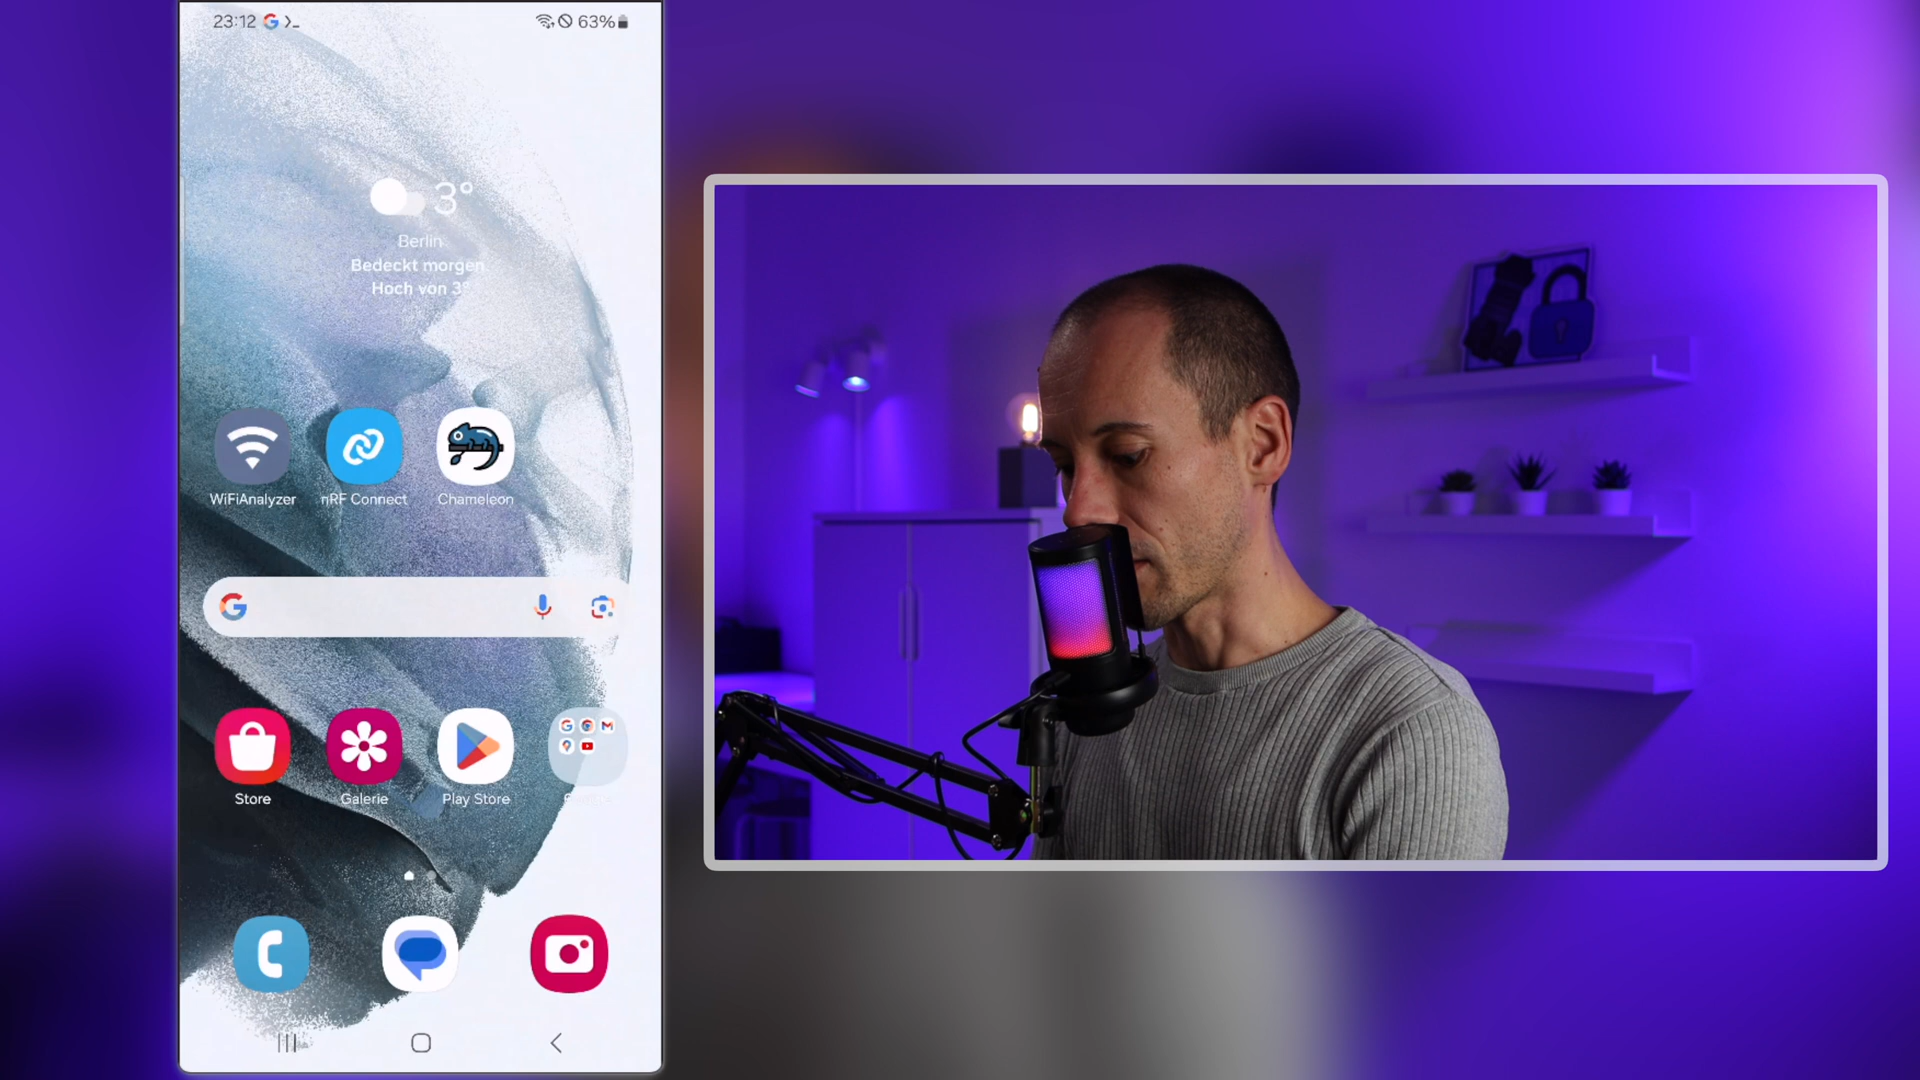 23:12
63%
3°
Berlin
Bedeckt morgen
Hoch von 3°
WiFiAnalyzer
nRF Connect
Chameleon
Store
Galerie
Play Store